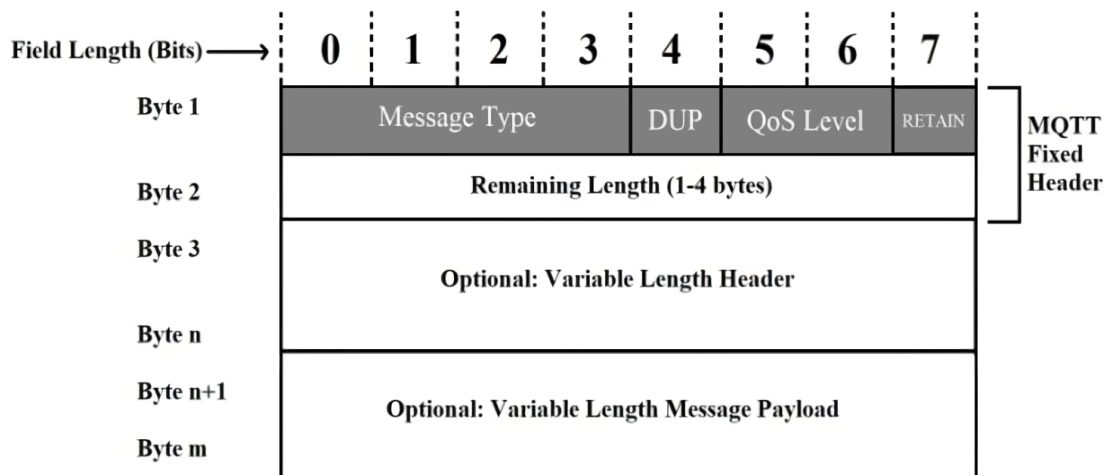 Field Length (Bits) 0 1 2 3 4 5 6 7
Byte 1 Message Type DUP QoS Level RETAIN
MQTT
Fixed
Header
Byte 2 Remaining Length (1-4 bytes)
Byte 3
Optional: Variable Length Header
Byte n
Byte n+1
Optional: Variable Length Message Payload
Byte m